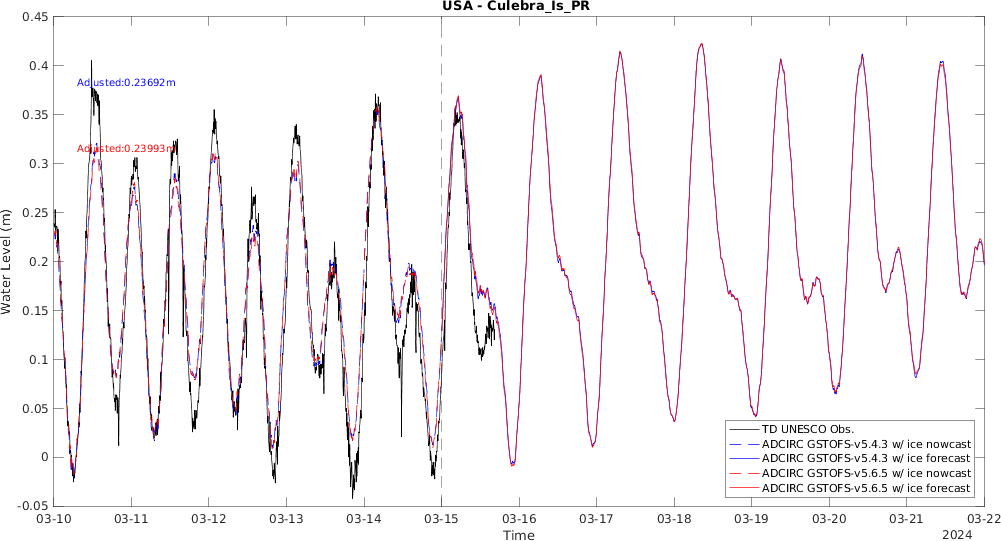 USA - Culebra_Is_PR
0.45
0.4
0.35
0.3
0.25
0.2
0.15
0.1
0.05
0
-0.05
Water Level (m)
Adjusted:0.23692m
Adjusted:0.23993m
TD UNESCO Obs.
ADCIRC GSTOFS-v5.4.3 w/ ice nowcast
ADCIRC GSTOFS-v5.4.3 w/ ice forecast
ADCIRC GSTOFS-v5.6.5 w/ ice nowcast
ADCIRC GSTOFS-v5.6.5 w/ ice forecast
03-10 03-11 03-12 03-13 03-14 03-15 03-16 03-17 03-18 03-19 03-20 03-21 03-22
Time
2024